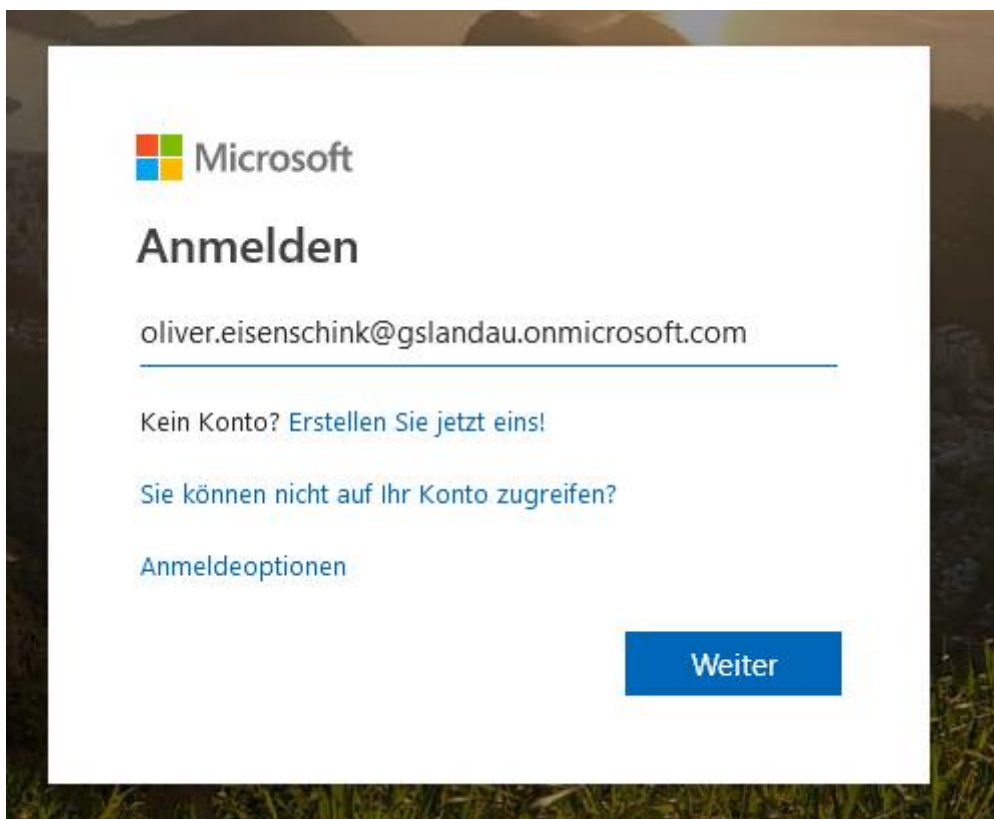 Microsoft
Anmelden
oliver.eisenschink@gslandau.onmicrosoft.com
Kein Konto? Erstellen Sie jetzt eins!
Sie können nicht auf Ihr Konto zugreifen?
Anmeldeoptionen
Weiter